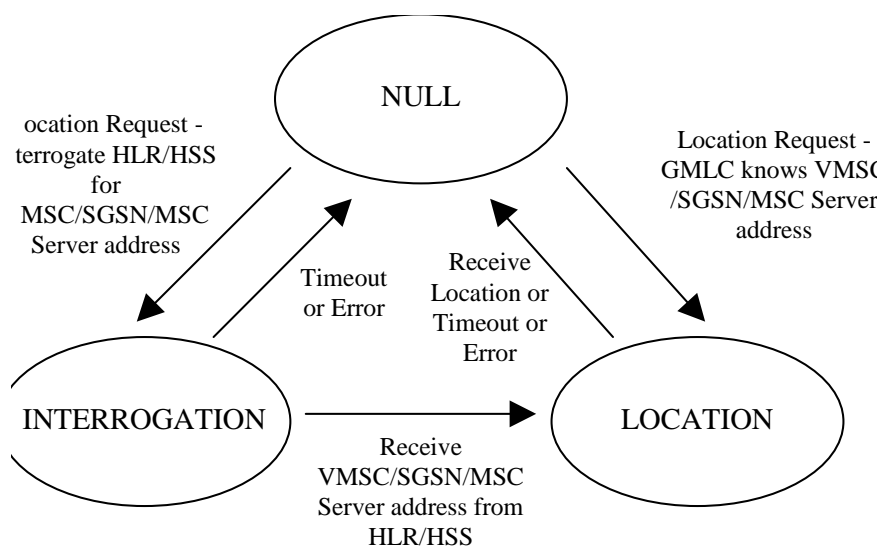 NULL
ocation Request -
terrogate HLR/HSS
for
MSC/SGSN/MSC
Server address
Location Request -
GMLC knows VMSC
/SGSN/MSC Server
address
Timeout
or Error
Receive
Location or
Timeout or
Error
INTERROGATION
LOCATION
Receive
VMSC/SGSN/MSC
Server address from
HLR/HSS